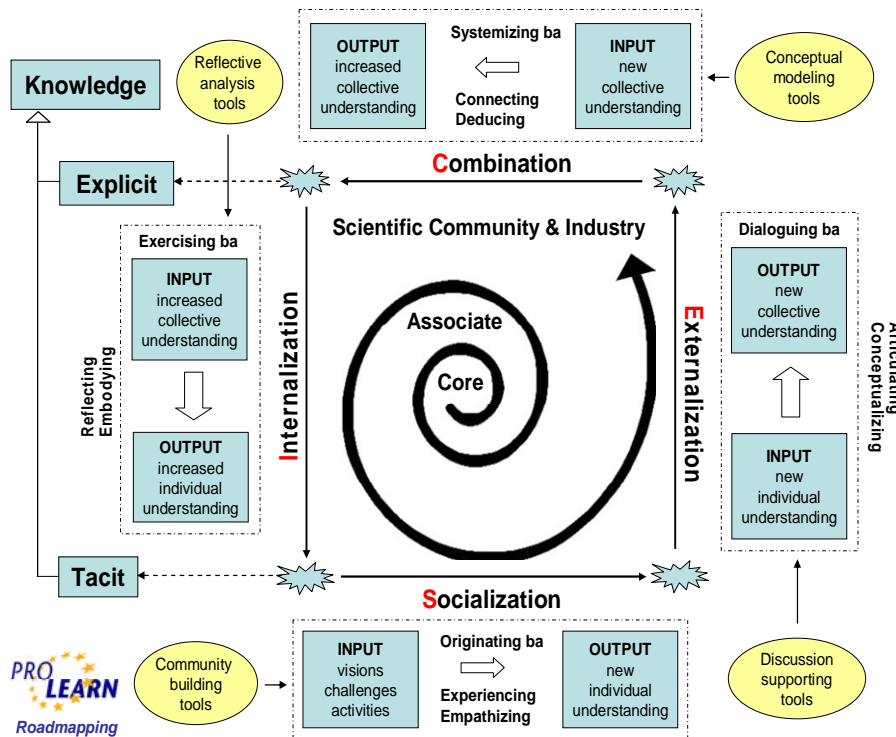 Knowledge
Explicit
Tacit
Reflective
analysis
tools
OUTPUT
increased
collective
understanding
Systemizing ba
Connecting
Deducing
INPUT
new
collective
understanding
Conceptual
modeling
tools
Combination
Scientific Community & Industry
Associate
Core
Exercising ba
INPUT
increased
collective
understanding
OUTPUT
increased
individual
understanding
Reflecting
Embodying
Internalization
Externalization
Dialoguing ba
OUTPUT
new
collective
understanding
INPUT
new
individual
understanding
Articulating
Conceptualizing
Socialization
PRO
LEARN
Roadmapping
Community
building
tools
INPUT
visions
challenges
activities
Originating ba
Experiencing
Empathizing
OUTPUT
new
individual
understanding
Discussion
supporting
tools